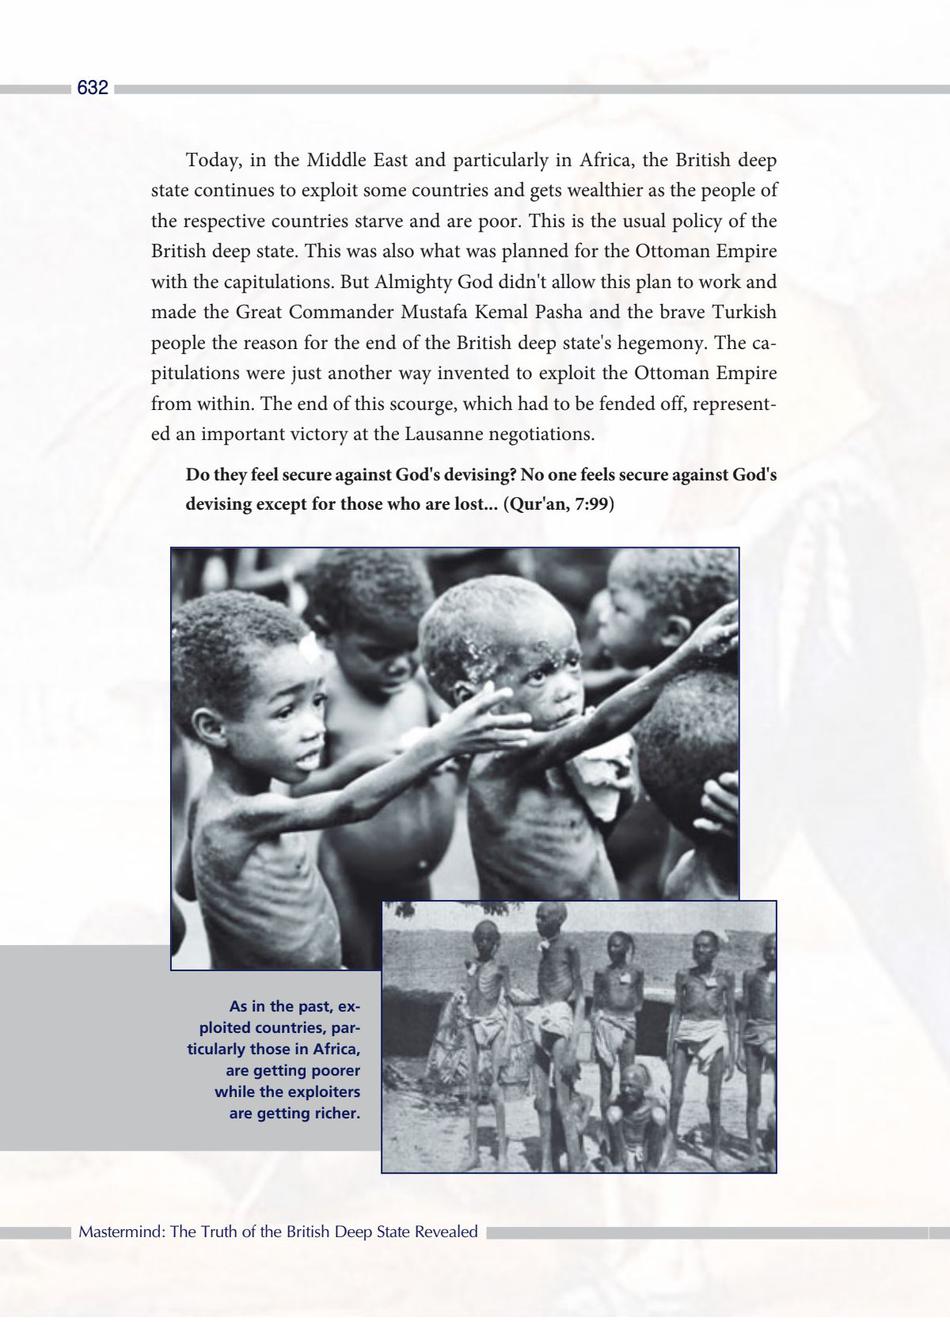 632
Today, in the Middle East and particularly in Africa, the British deep
state continues to exploit some countries and gets wealthier as the people of
the respective countries starve and are poor. This is the usual policy of the
British deep state. This was also what was planned for the Ottoman Empire
with the capitulations. But Almighty God didn't allow this plan to work and
made the Great Commander Mustafa Kemal Pasha and the brave Turkish
people the reason for the end of the British deep state's hegemony. The ca-
pitulations were just another way invented to exploit the Ottoman Empire
from within. The end of this scourge, which had to be fended off, represent-
ed an important victory at the Lausanne negotiations.
Do they feel secure against God's devising? No one feels secure against God's
devising except for those who are lost... (Qur'an, 7:99)
As in the past, ex-
ploited countries, par-
ticularly those in Africa,
are getting poorer
while the exploiters
are getting richer.
Mastermind: The Truth of the British Deep State Revealed